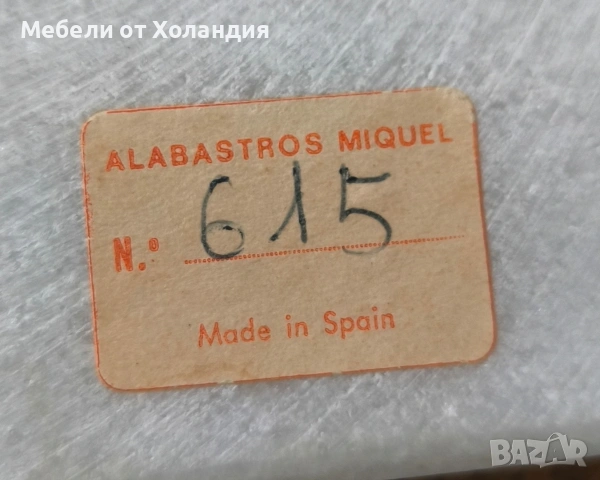 Мебели от Холандия
ALABASTROS MIQUEL
N.º 615
Made in Spain
BAZAR